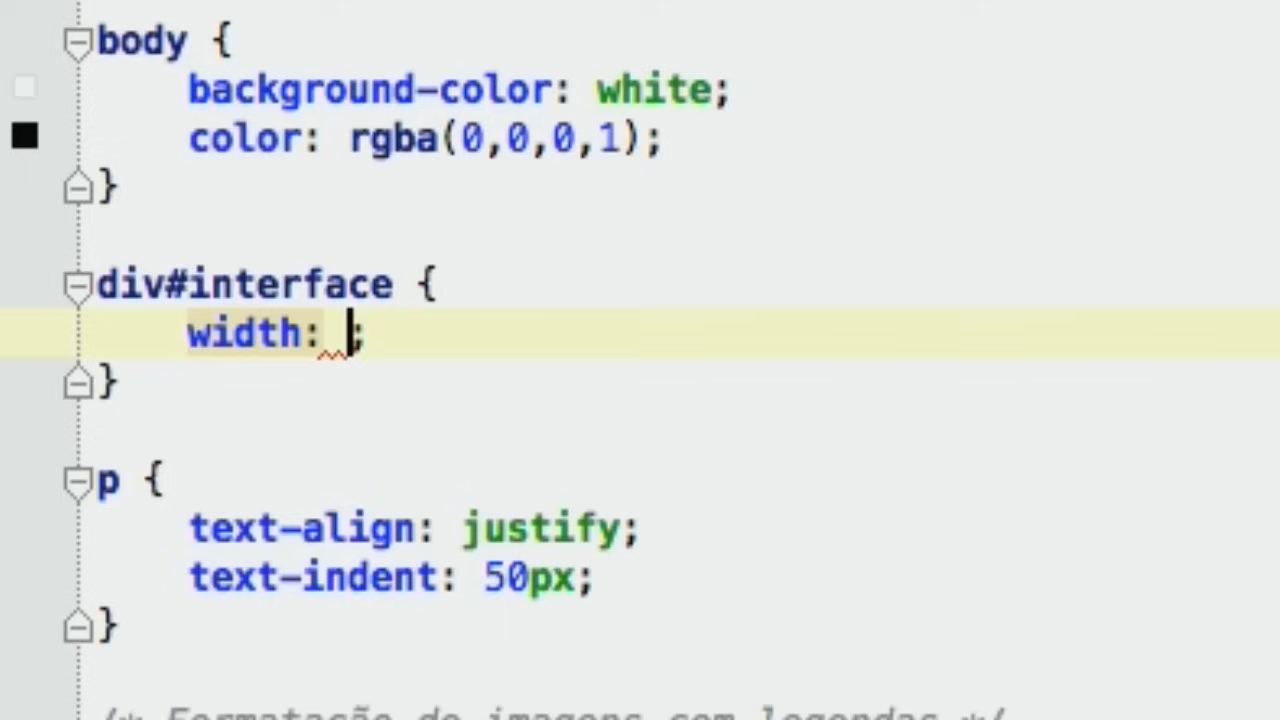 body {
background-color: white;
color: rgba(0,0,0,1);
}
div#interface {
width: ;
}
p {
text-align: justify;
text-indent: 50px;
}
/* Formatação de imagens com legendas */